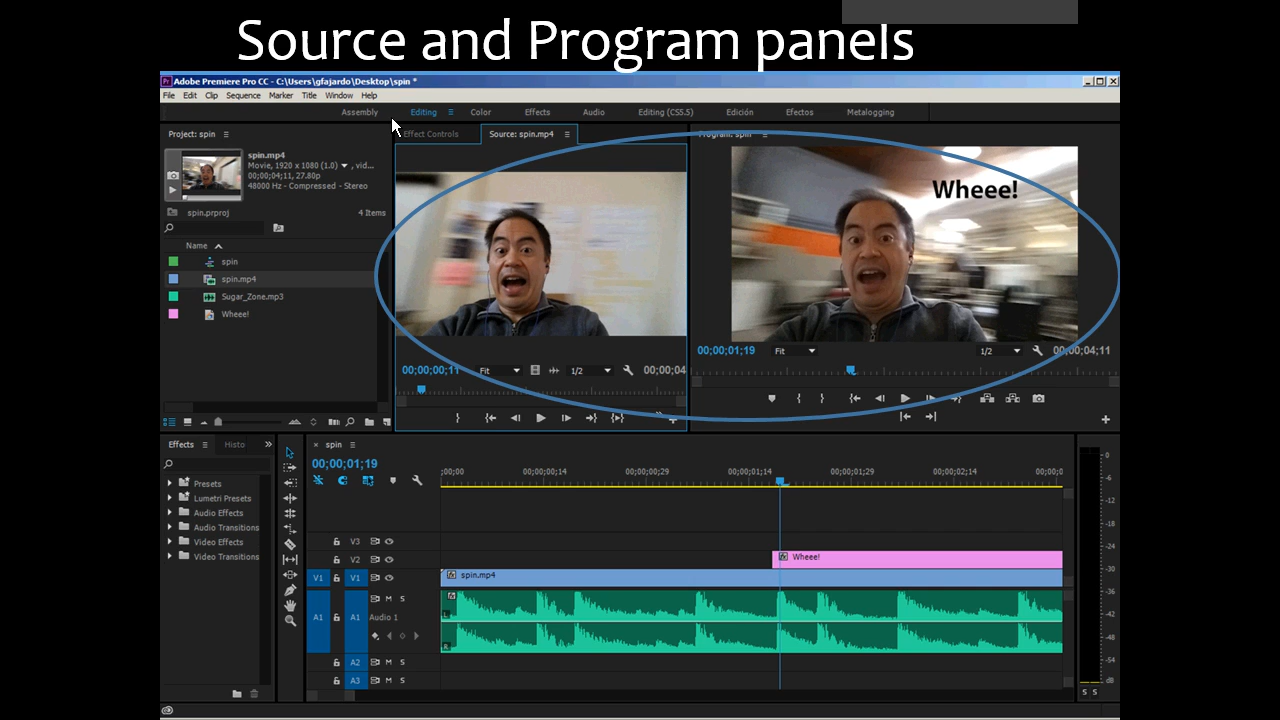 Source and Program panels
Adobe Premiere Pro CC - C:\Users\gfajardo\Desktop\spin *
File Edit Clip Sequence Marker Title Window Help
Assembly Editing Color Effects Audio Editing (CS5.5) Edición Efectos Metalogging
Project: spin
Effect Controls
Source: spin.mp4
Program: spin
spin.mp4
Movie, 1920 x 1080 (1.0) , vid...
00;00;04;11, 27.80p
48000 Hz - Compressed - Stereo
spin.prproj
4 Items
Name
spin
spin.mp4
Sugar_Zone.mp3
Wheee!
00;00;00;11 Fit 1/2 00;00;04
Wheee!
00;00;01;19 Fit 1/2 00;00;04;11
Effects Histo
Presets
Lumetri Presets
Audio Effects
Audio Transitions
Video Effects
Video Transitions
× spin
00;00;01;19
;00;00 00;00;00;14 00;00;00;29 00;00;01;14 00;00;01;29 00;00;02;14 00;00;0
V3
V2 Wheee!
V1 V1 spin.mp4
M S
A1 A1 Audio 1
L
R
A2 M S
A3 M S
0
-6
-12
-18
-24
-30
-36
-42
-48
-54
dB
S S